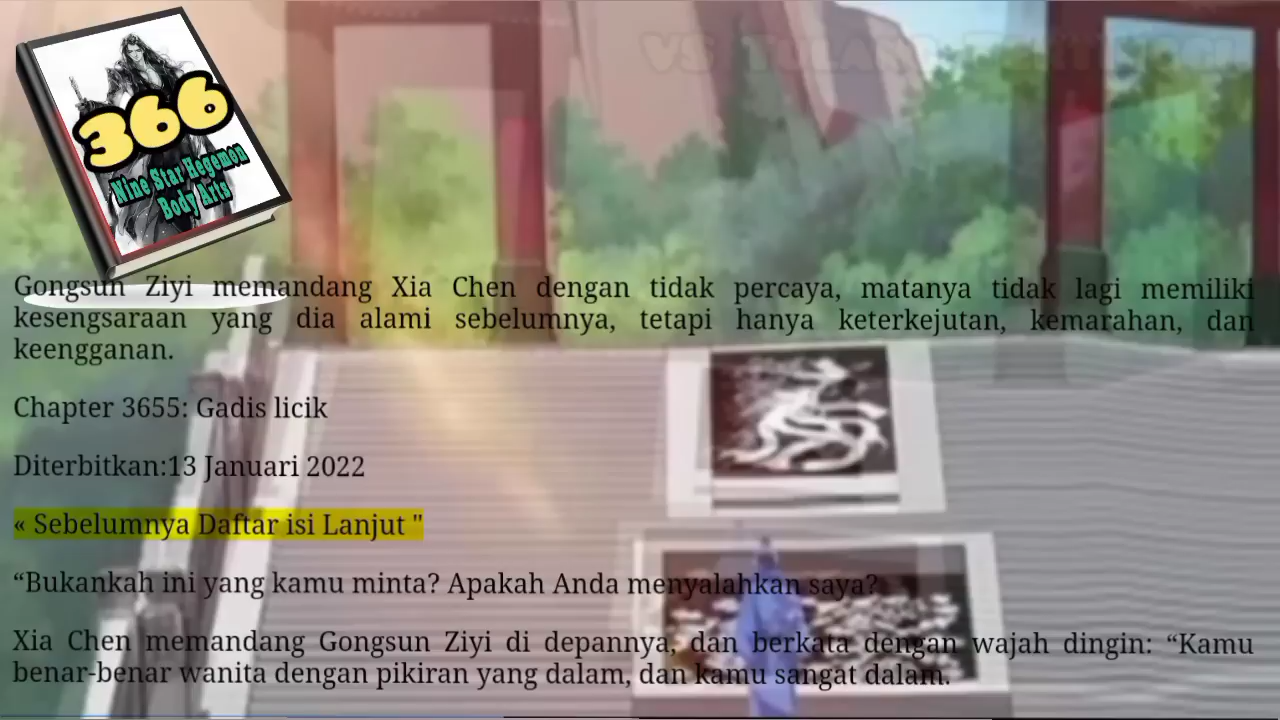 VS TULANG
366
Nine Star Hegemon
Body Arts
Gongsun Ziyi memandang Xia Chen dengan tidak percaya, matanya tidak lagi memiliki
kesengsaraan yang dia alami sebelumnya, tetapi hanya keterkejutan, kemarahan, dan
keengganan.
Chapter 3655: Gadis licik
Diterbitkan:13 Januari 2022
« Sebelumnya Daftar isi Lanjut "
“Bukankah ini yang kamu minta? Apakah Anda menyalahkan saya?
Xia Chen memandang Gongsun Ziyi di depannya, dan berkata dengan wajah dingin: “Kamu
benar-benar wanita dengan pikiran yang dalam, dan kamu sangat dalam.